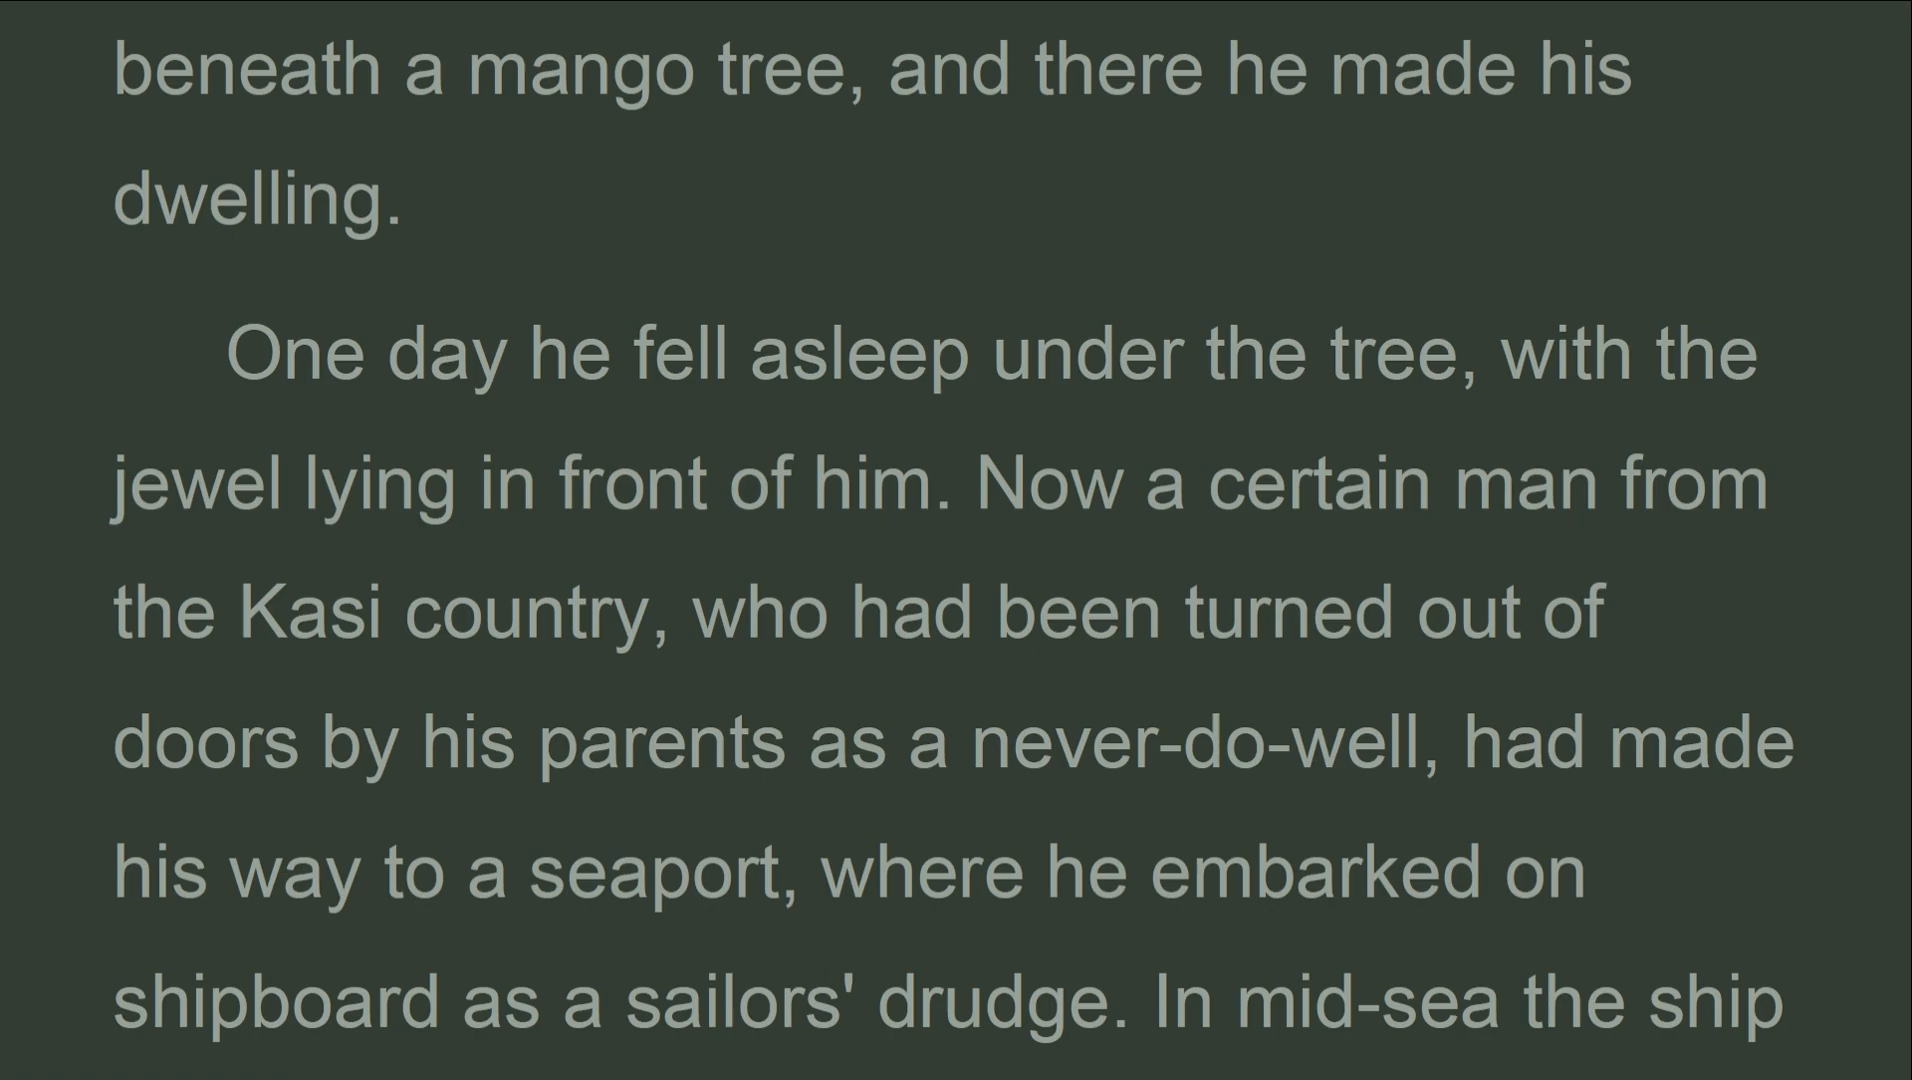 beneath a mango tree, and there he made his
dwelling.
One day he fell asleep under the tree, with the
jewel lying in front of him. Now a certain man from
the Kasi country, who had been turned out of
doors by his parents as a never-do-well, had made
his way to a seaport, where he embarked on
shipboard as a sailors' drudge. In mid-sea the ship